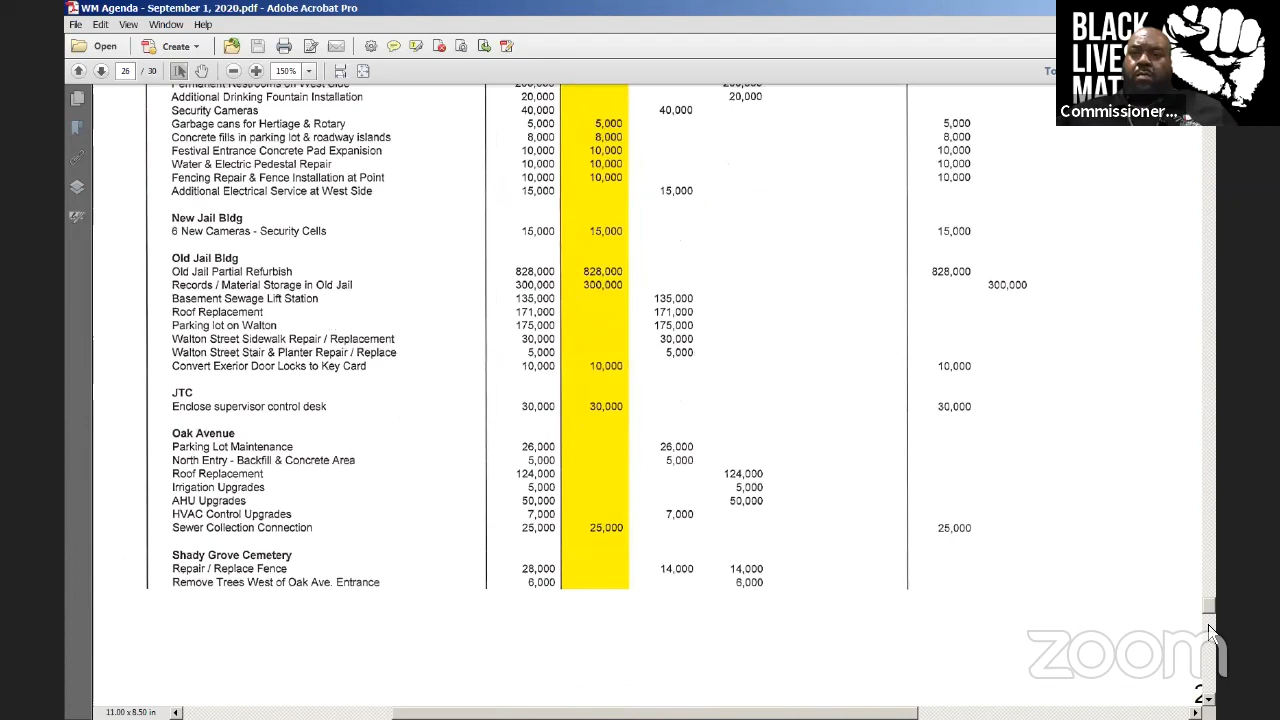 WM Agenda - September 1, 2020.pdf - Adobe Acrobat Pro
File Edit View Window Help
Open Create
26 / 30 150% To
Permanent Restrooms on West Side
Additional Drinking Fountain Installation 20,000 20,000
Security Cameras 40,000 40,000
Garbage cans for Hertiage & Rotary 5,000 5,000 5,000
Concrete fills in parking lot & roadway islands 8,000 8,000 8,000
Festival Entrance Concrete Pad Expanision 10,000 10,000 10,000
Water & Electric Pedestal Repair 10,000 10,000 10,000
Fencing Repair & Fence Installation at Point 10,000 10,000 10,000
Additional Electrical Service at West Side 15,000 15,000
New Jail Bldg
6 New Cameras - Security Cells 15,000 15,000 15,000
Old Jail Bldg
Old Jail Partial Refurbish 828,000 828,000 828,000
Records / Material Storage in Old Jail 300,000 300,000 300,000
Basement Sewage Lift Station 135,000 135,000
Roof Replacement 171,000 171,000
Parking lot on Walton 175,000 175,000
Walton Street Sidewalk Repair / Replacement 30,000 30,000
Walton Street Stair & Planter Repair / Replace 5,000 5,000
Convert Exerior Door Locks to Key Card 10,000 10,000 10,000
JTC
Enclose supervisor control desk 30,000 30,000 30,000
Oak Avenue
Parking Lot Maintenance 26,000 26,000
North Entry - Backfill & Concrete Area 5,000 5,000
Roof Replacement 124,000 124,000
Irrigation Upgrades 5,000 5,000
AHU Upgrades 50,000 50,000
HVAC Control Upgrades 7,000 7,000
Sewer Collection Connection 25,000 25,000 25,000
Shady Grove Cemetery
Repair / Replace Fence 28,000 14,000 14,000
Remove Trees West of Oak Ave. Entrance 6,000 6,000
11.00 x 8.50 in
BLACK
LIVES
MAT
Commissioner...
zoom
2